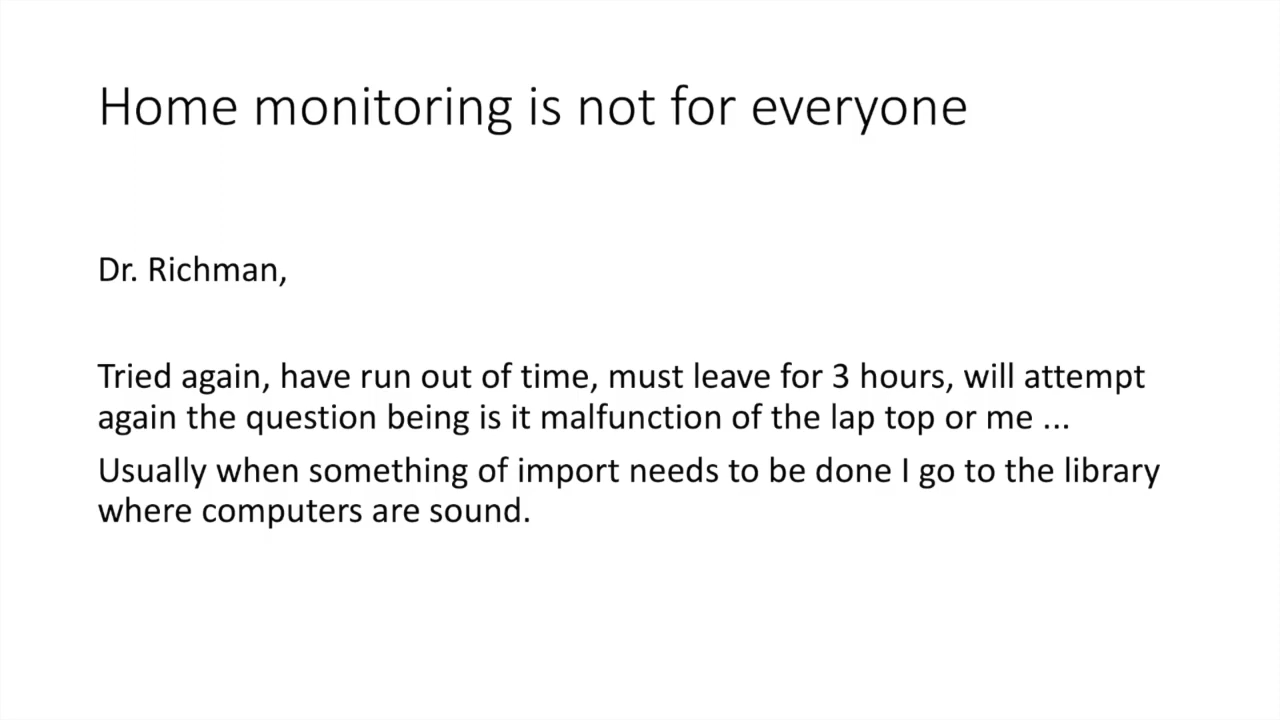 Home monitoring is not for everyone
Dr. Richman,
Tried again, have run out of time, must leave for 3 hours, will attempt
again the question being is it malfunction of the lap top or me ...
Usually when something of import needs to be done I go to the library
where computers are sound.